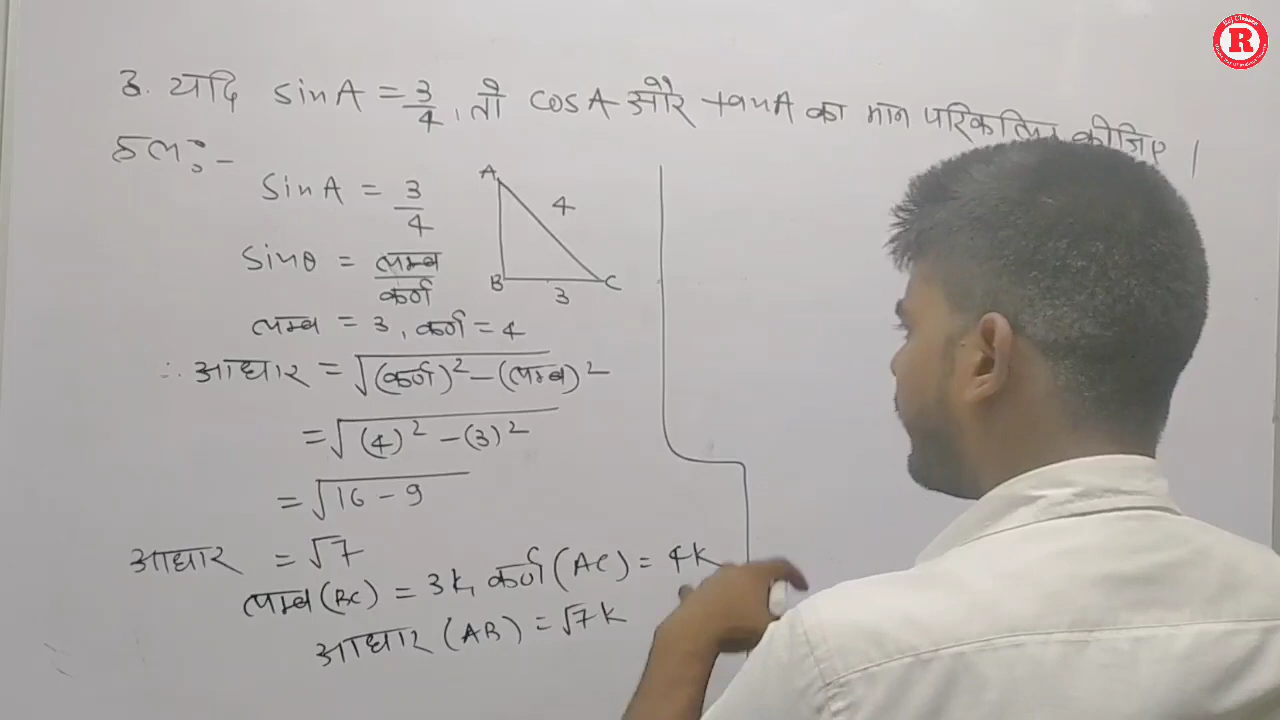 3. यदि sinA = 3/4, तो cosA और tanA का मान परिकलित कीजिए ।
हल:-
sinA = 3/4
A
4
B
3
C
sinθ = लम्ब/कर्ण
लम्ब = 3, कर्ण = 4
∴ आधार = √(कर्ण)² - (लम्ब)²
= √(4)² - (3)²
= √16 - 9
आधार = √7
लम्ब (BC) = 3k, कर्ण (AC) = 4k
आधार (AB) = √7k
R